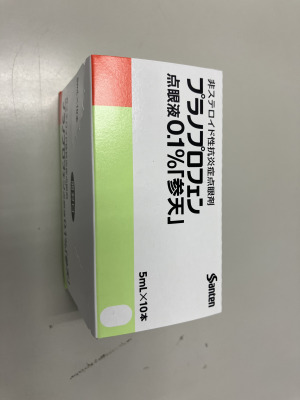 非ステロイド性抗炎症点眼剤
プラノプロフェン
点眼液0.1%「参天」
Santen
5mL×10本